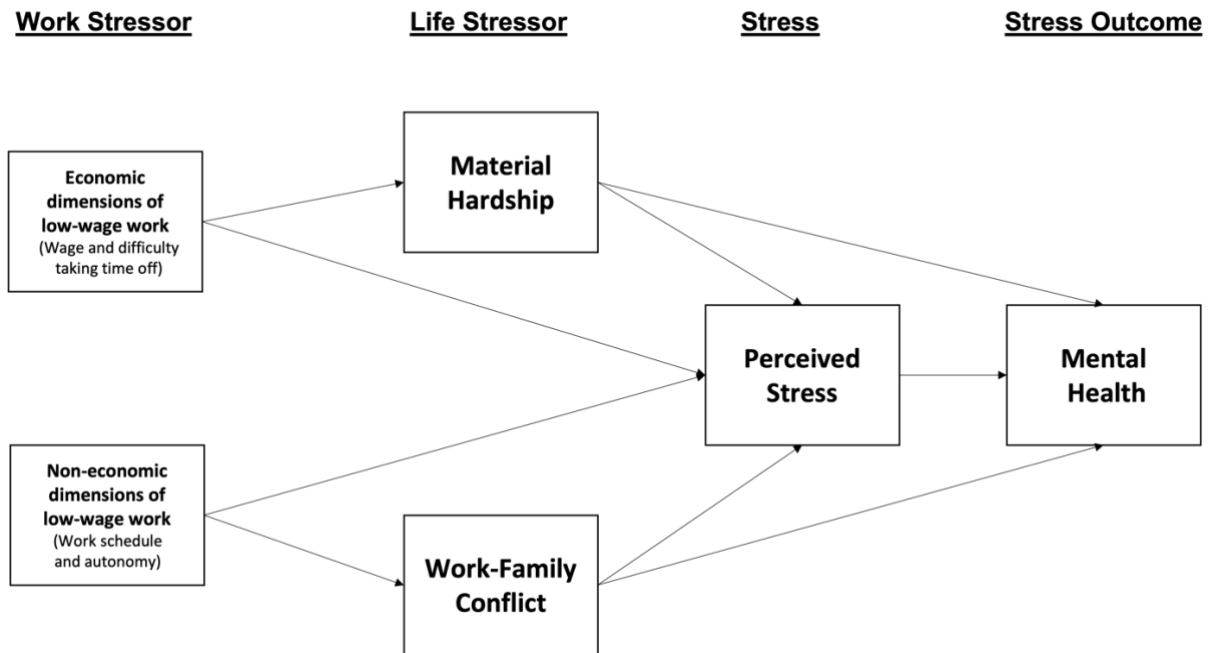 Work Stressor
Life Stressor
Stress
Stress Outcome
Economic
dimensions of
low-wage work
(Wage and difficulty
taking time off)
Material
Hardship
Perceived
Stress
Mental
Health
Non-economic
dimensions of
low-wage work
(Work schedule
and autonomy)
Work-Family
Conflict